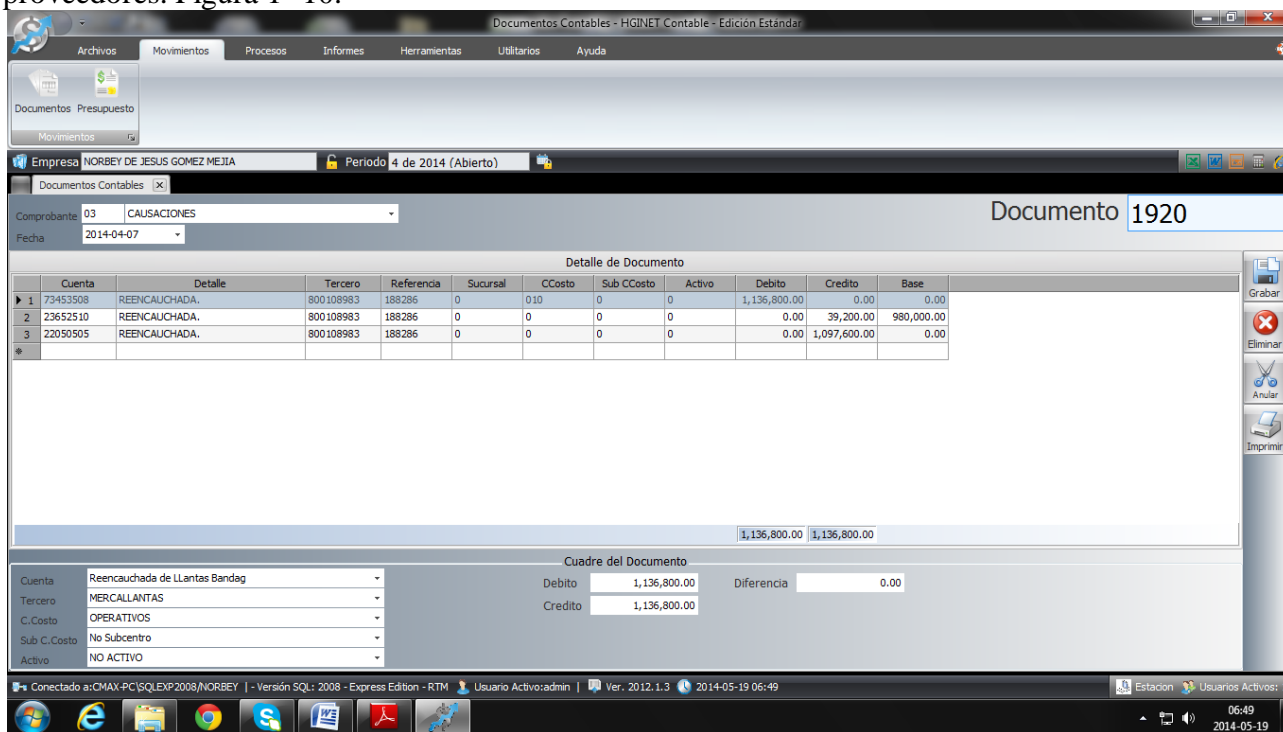 proveedores. Figura 1- 10.
Documentos Contables - HGINET Contable - Edición Estándar
Archivos Movimientos Procesos Informes Herramientas Utilitarios Ayuda
Documentos Presupuesto
Movimientos
Empresa NORBEY DE JESUS GOMEZ MEJIA Periodo 4 de 2014 (Abierto)
Documentos Contables
Comprobante 03 CAUSACIONES Documento 1920
Fecha 2014-04-07
Detalle de Documento
Cuenta Detalle Tercero Referencia Sucursal CCosto Sub CCosto Activo Debito Credito Base
1 73453508 REENCAUCHADA. 800108983 188286 0 010 0 0 1,136,800.00 0.00 0.00
2 23652510 REENCAUCHADA. 800108983 188286 0 0 0 0 0.00 39,200.00 980,000.00
3 22050505 REENCAUCHADA. 800108983 188286 0 0 0 0 0.00 1,097,600.00 0.00
Grabar
Eliminar
Anular
Imprimir
1,136,800.00 1,136,800.00
Cuadre del Documento
Cuenta Reencauchada de LLantas Bandag Debito 1,136,800.00 Diferencia 0.00
Tercero MERCALLANTAS Credito 1,136,800.00
C.Costo OPERATIVOS
Sub C.Costo No Subcentro
Activo NO ACTIVO
Conectado a:CMAX-PC\SQLEXP2008/NORBEY | - Versión SQL: 2008 - Express Edition - RTM Usuario Activo:admin | Ver. 2012.1.3 2014-05-19 06:49 Estacion Usuarios Activos:
06:49
2014-05-19